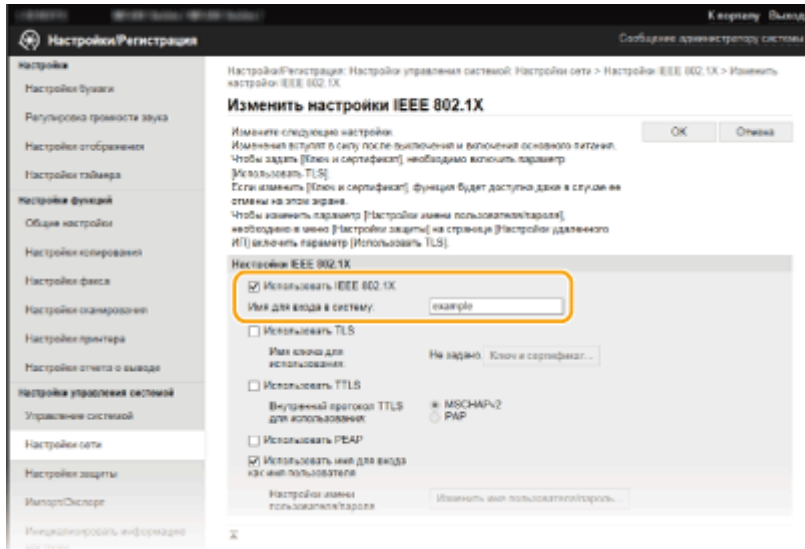 К порталу Выход
Настройки/Регистрация
Сообщение администратору системы
Настройки
Настройки бумаги
Регулировка громкости звука
Настройки отображения
Настройки таймера
Настройки функций
Общие настройки
Настройки копирования
Настройки факса
Настройки сканирования
Настройки принтера
Настройки отчета о выводе
Настройки управления системой
Управление системой
Настройки сети
Настройки защиты
Импорт/Экспорт
Инициализировать информацию
Настройки/Регистрация: Настройки управления системой: Настройки сети > Настройки IEEE 802.1X > Изменить
настройки IEEE 802.1X
Изменить настройки IEEE 802.1X
Измените следующие настройки.
Изменения вступят в силу после выключения и включения основного питания.
Чтобы задать [Ключ и сертификат], необходимо включить параметр
[Использовать TLS].
Если изменить [Ключ и сертификат], функция будет доступна даже в случае ее
отмены на этом экране.
Чтобы изменить параметр [Настройки имени пользователя/пароля],
необходимо в меню [Настройки защиты] на странице [Настройки удаленного
ИП] включить параметр [Использовать TLS].
OK Отмена
Настройки IEEE 802.1X
Использовать IEEE 802.1X
Имя для входа в систему: example
Использовать TLS
Имя ключа для
использования:
Не задано. Ключ и сертификат...
Использовать TTLS
Внутренний протокол TTLS
для использования:
MSCHAPv2
PAP
Использовать PEAP
Использовать имя для входа
как имя пользователя
Настройки имени
пользователя/пароля
Изменить имя пользователя/пароль...